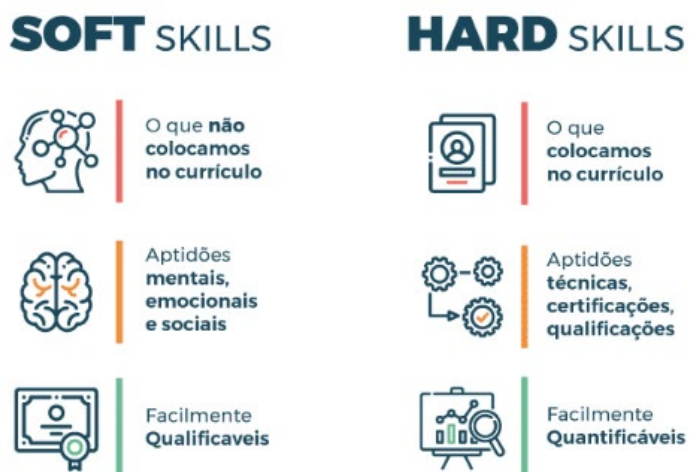 SOFT SKILLS
O que não
colocamos
no currículo
Aptidões
mentais,
emocionais
e sociais
Facilmente
Qualificaveis
HARD SKILLS
O que
colocamos
no currículo
Aptidões
técnicas,
certificações,
qualificações
Facilmente
Quantificáveis